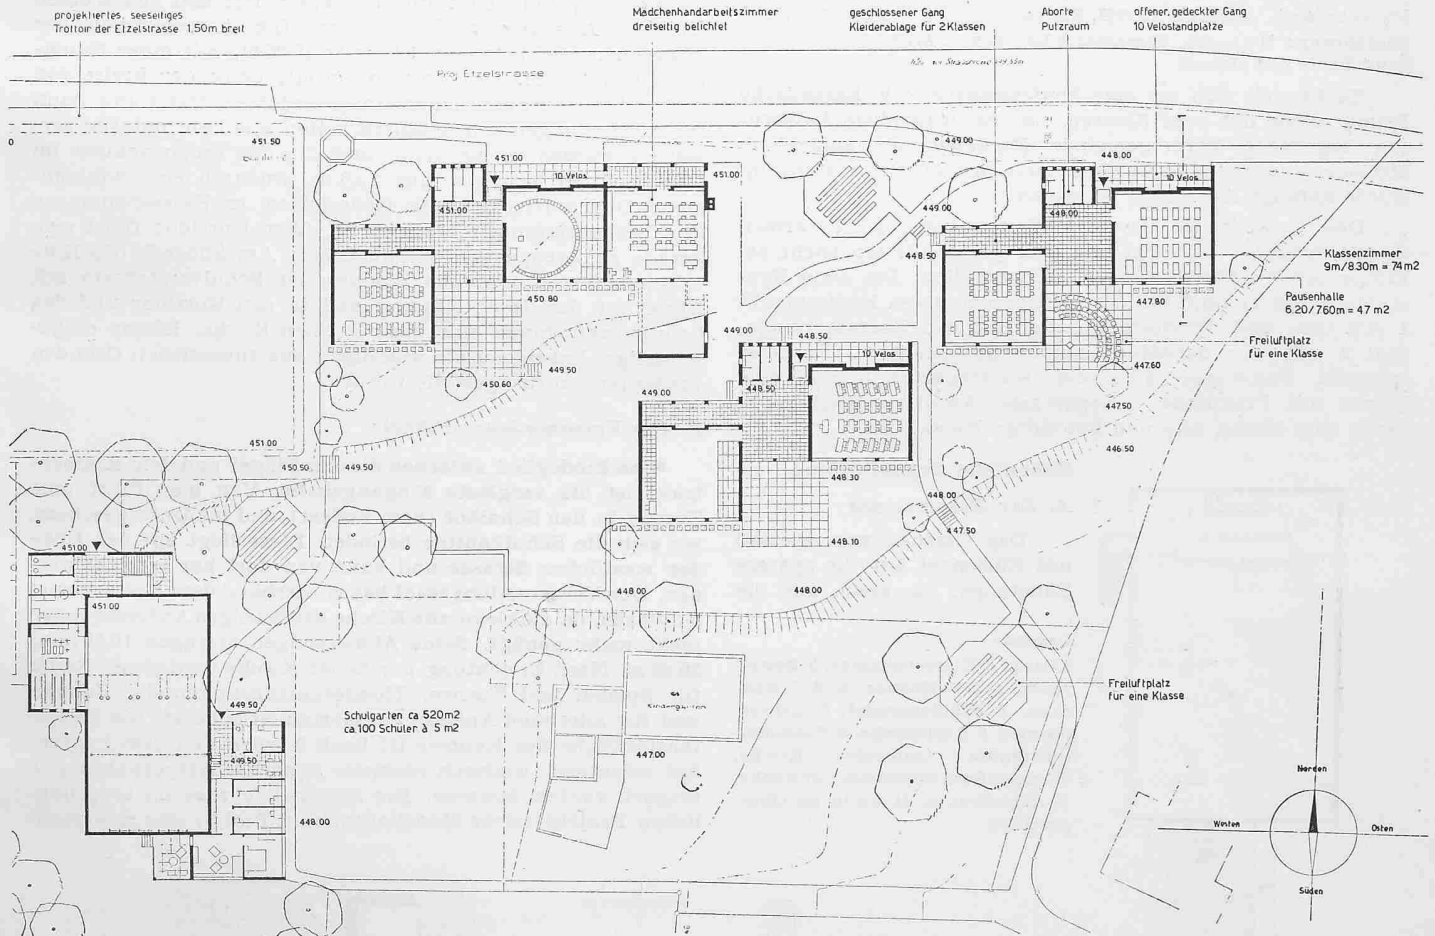 projektiertes, seeseitiges
Trottoir der Etzelstrasse 1.50m breit
Mädchenhandarbeitszimmer
dreiseitig belichtet
geschlossener Gang
Kleiderablage für 2 Klassen
Aborte
Putzraum
offener, gedeckter Gang
10 Velostandplätze
Proj Etzelstrasse
451.50
451.00
10 Velos
451.00
451.00
449.00
449.00
448.50
448.00
10 Velos
449.00
Klassenzimmer
9m/8.30m = 74m2
Pausenhalle
6.20/760m = 47 m2
447.80
Freiluftplatz
für eine Klasse
447.60
447.50
446.50
450.80
450.60
449.50
449.00
448.50
10 Velos
448.50
449.00
448.30
448.10
448.00
447.50
451.00
450.50
449.50
451.00
451.00
448.00
448.00
449.50
449.50
448.00
Schulgarten ca 520m2
ca.100 Schüler à 5 m2
Kindergarten
447.00
Freiluftplatz
für eine Klasse
Norden
Westen
Osten
Süden